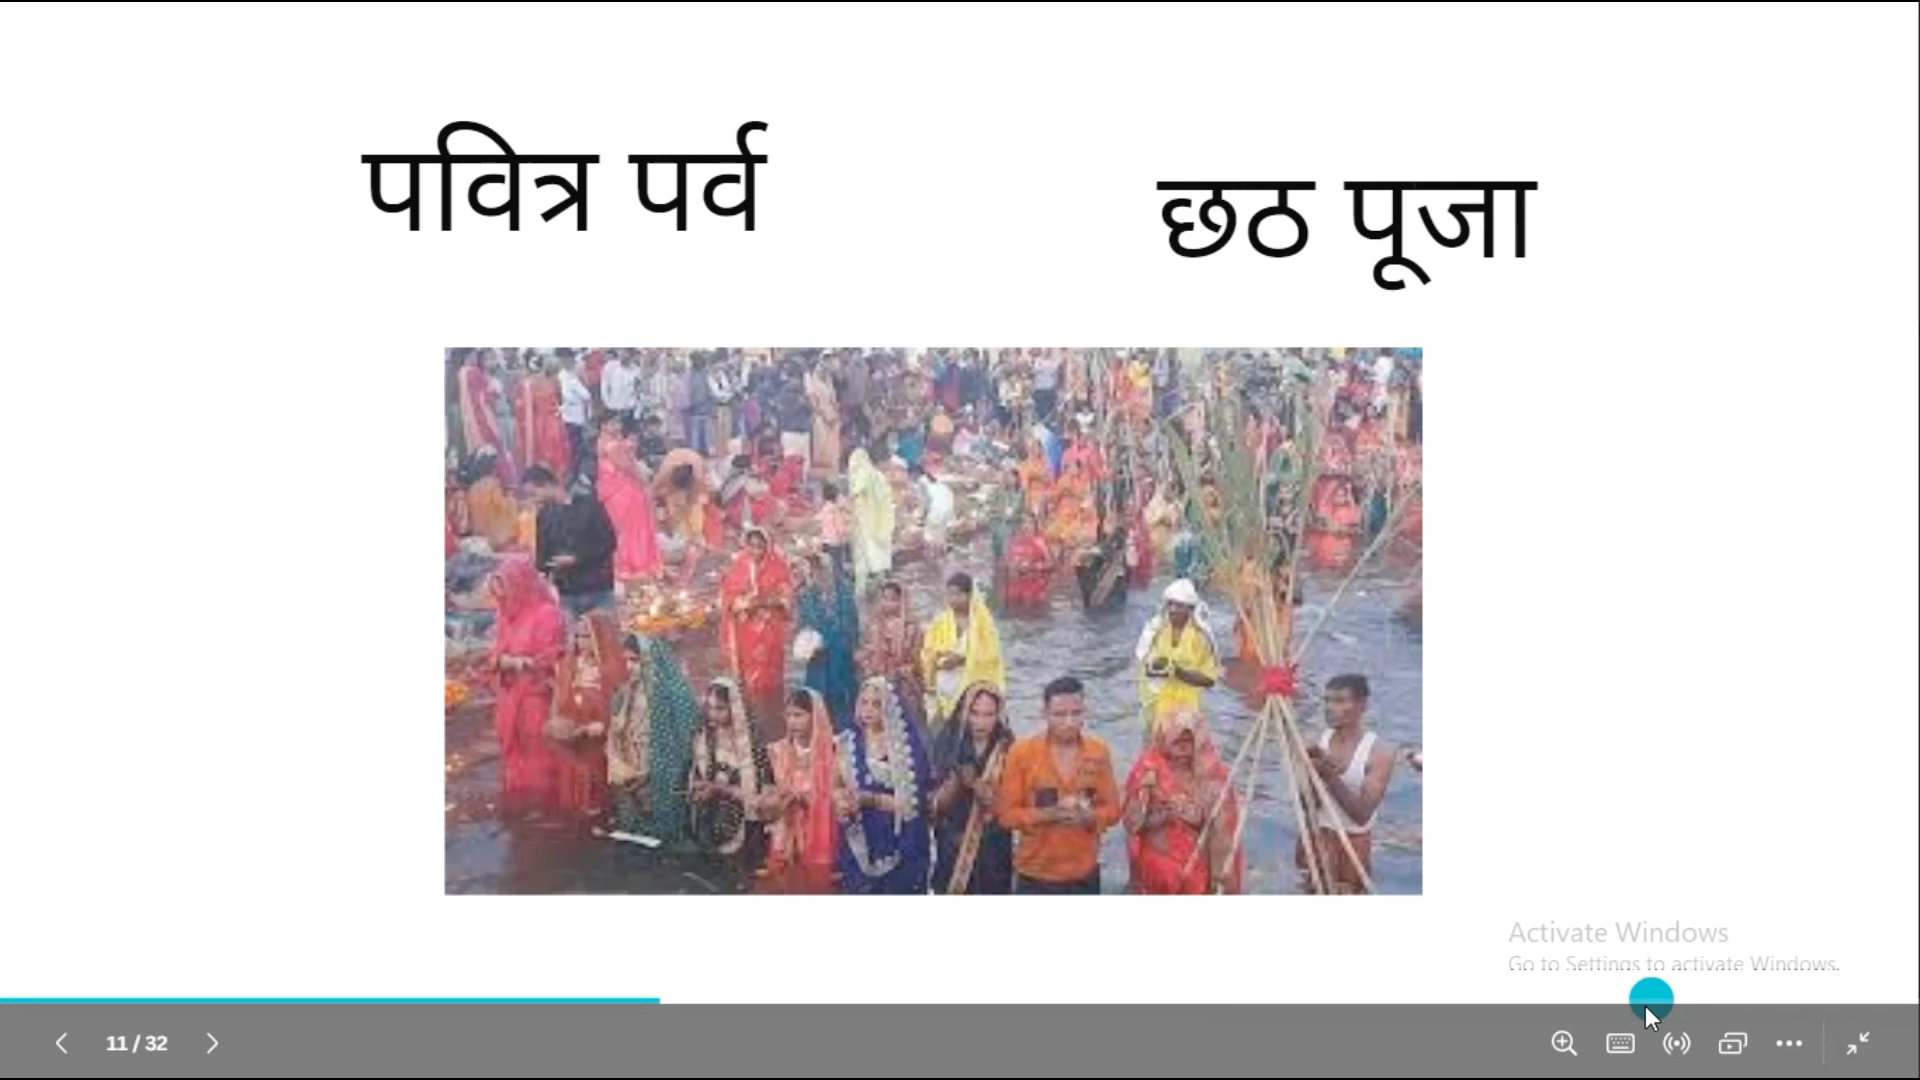 पवित्र पर्व
छठ पूजा
Activate Windows
Go to Settings to activate Windows.
11 / 32